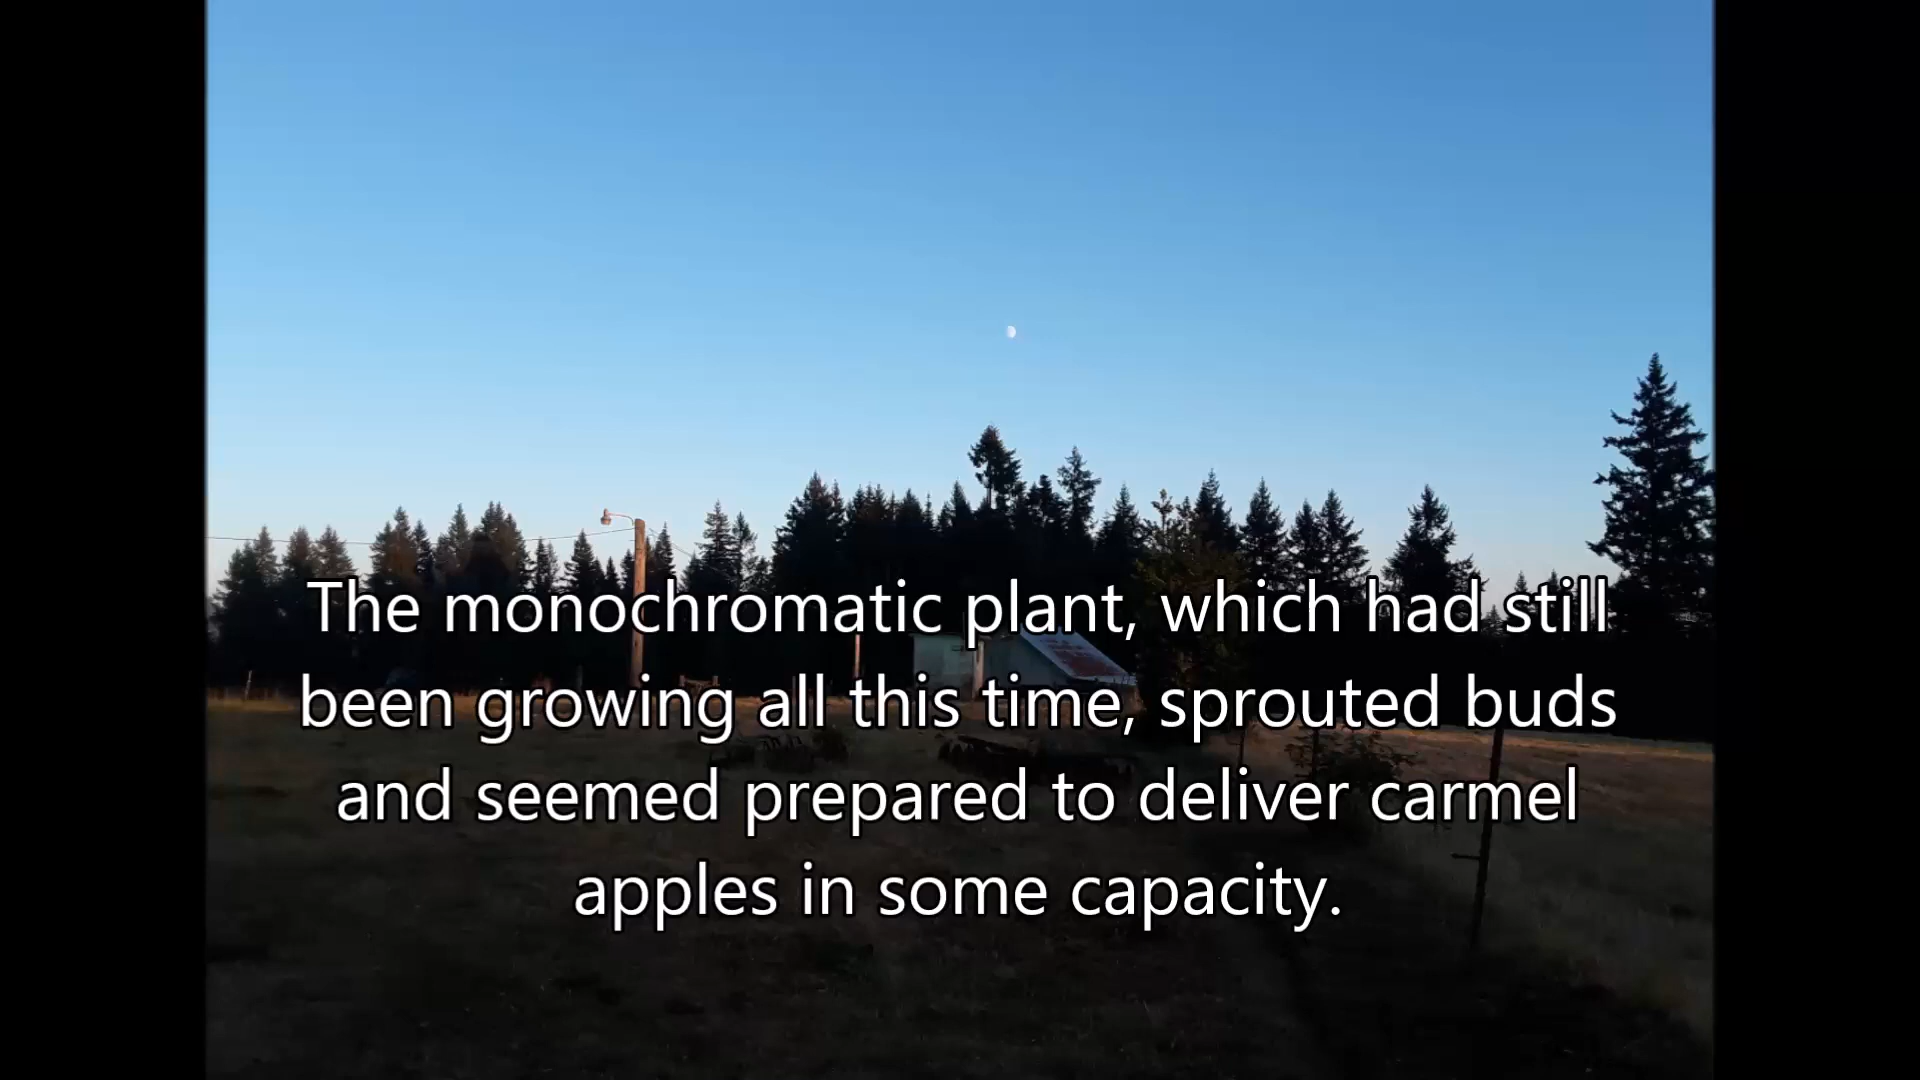 The monochromatic plant, which had still
been growing all this time, sprouted buds
and seemed prepared to deliver carmel
apples in some capacity.